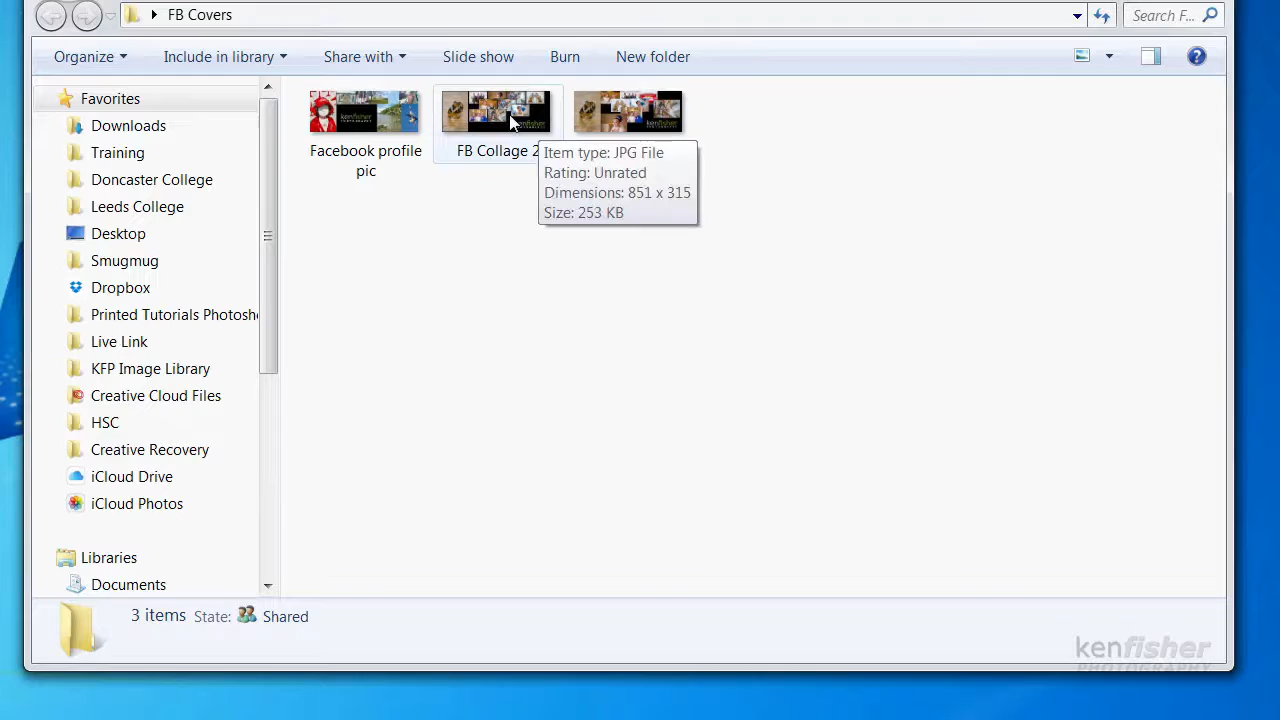 FB Covers
Search F...
Organize Include in library Share with Slide show Burn New folder
Favorites
Downloads
Training
Doncaster College
Leeds College
Desktop
Smugmug
Dropbox
Printed Tutorials Photosh
Live Link
KFP Image Library
Creative Cloud Files
HSC
Creative Recovery
iCloud Drive
iCloud Photos
Libraries
Documents
kenfisher
Facebook profile
pic
kenfisher
FB Collage 2
Item type: JPG File
Rating: Unrated
Dimensions: 851 x 315
Size: 253 KB
3 items State: Shared
kenfisher
PHOTOGRAPHY